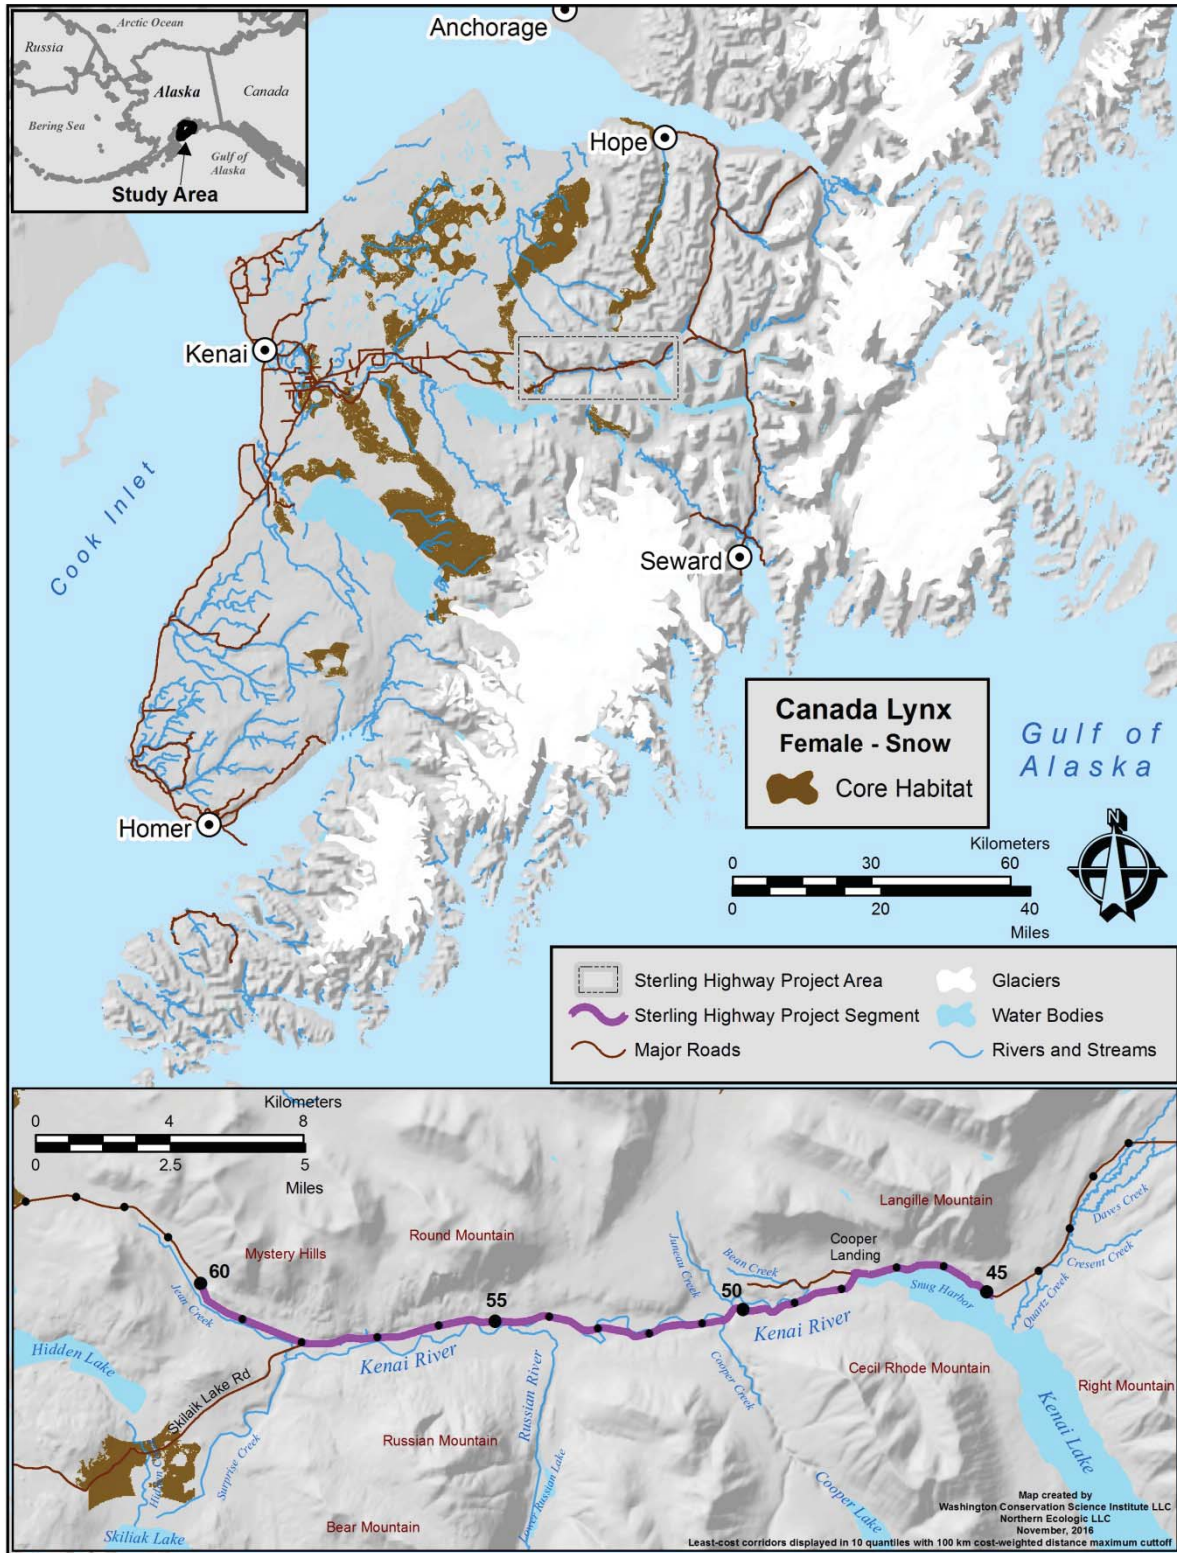 Anchorage
Arctic Ocean
Russia
Alaska
Canada
Bering Sea
Gulf of
Alaska
Study Area
Hope
Kenai
Cook Inlet
Seward
Homer
Canada Lynx
Female - Snow
Core Habitat
Gulf of
Alaska
N
Kilometers
0 30 60
0 20 40
Miles
Sterling Highway Project Area
Sterling Highway Project Segment
Major Roads
Glaciers
Water Bodies
Rivers and Streams
Kilometers
0 4 8
0 2.5 5
Miles
Langille Mountain
Daves Creek
Round Mountain
Mystery Hills
Juneau Creek
Bean Creek
Cooper
Landing
Cresent Creek
60
Jean Creek
45
Snug Harbor
Quartz Creek
50
55
Kenai River
Kenai River
Hidden Lake
Skilaik Lake Rd
Cooper Creek
Cecil Rhode Mountain
Right Mountain
Russian River
Russian Mountain
Kenai Lake
Surprise Creek
Lower Russian Lake
Cooper Lake
Skiliak Lake
Bear Mountain
Map created by
Washington Conservation Science Institute LLC
Northern Ecologic LLC
November, 2016
Least-cost corridors displayed in 10 quantiles with 100 km cost-weighted distance maximum cuttoff